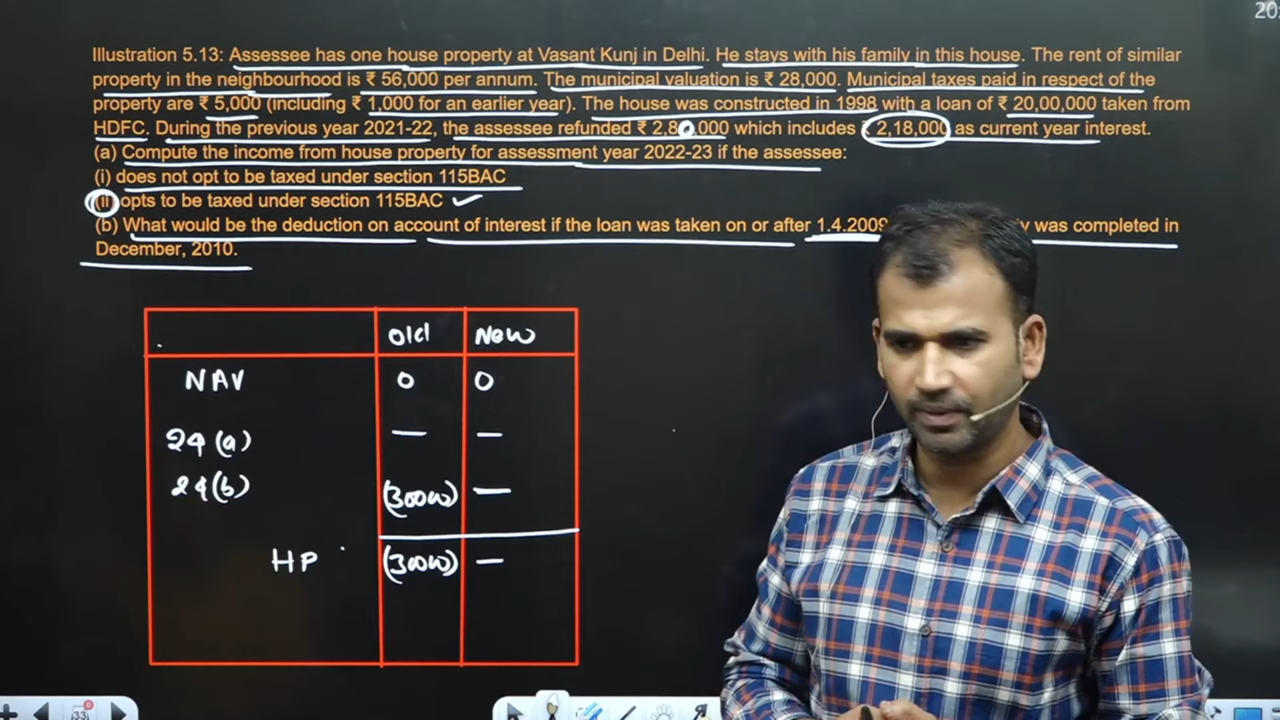 20:
Illustration 5.13: Assessee has one house property at Vasant Kunj in Delhi. He stays with his family in this house. The rent of similar
property in the neighbourhood is ₹ 56,000 per annum. The municipal valuation is ₹ 28,000. Municipal taxes paid in respect of the
property are ₹ 5,000 (including ₹ 1,000 for an earlier year). The house was constructed in 1998 with a loan of ₹ 20,00,000 taken from
HDFC. During the previous year 2021-22, the assessee refunded ₹ 2,80,000 which includes ₹ 2,18,000 as current year interest.
(a) Compute the income from house property for assessment year 2022-23 if the assessee:
(i) does not opt to be taxed under section 115BAC
(ii) opts to be taxed under section 115BAC ✓
(b) What would be the deduction on account of interest if the loan was taken on or after 1.4.2009 was completed in
December, 2010.
Old New
NAV 0 0
24 (a) — —
24 (b) (30000) —
HP (30000) —
33
0